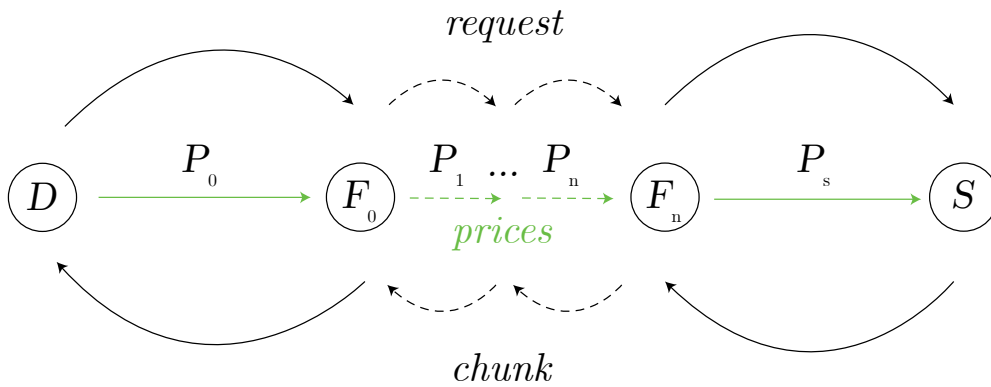 request
P₀ P₁ ... Pₙ Pₛ
D F₀ Fₙ S
prices
chunk